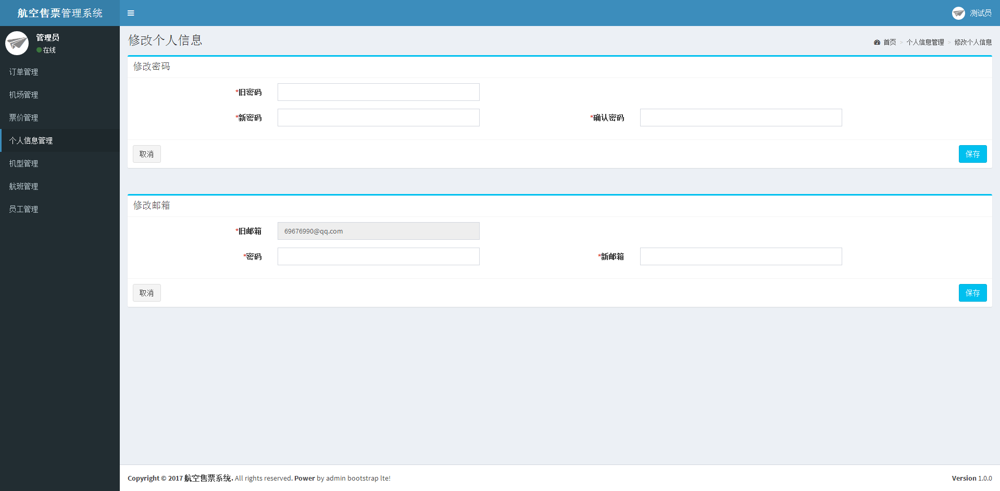 航空售票管理系统
测试员
管理员
在线
订单管理
机场管理
票价管理
个人信息管理
机型管理
航班管理
员工管理
修改个人信息
首页 > 个人信息管理 > 修改个人信息
修改密码
*旧密码
*新密码
*确认密码
取消
保存
修改邮箱
*旧邮箱
69676990@qq.com
*密码
*新邮箱
取消
保存
Copyright © 2017 航空售票系统. All rights reserved. Power by admin bootstrap lte!
Version 1.0.0